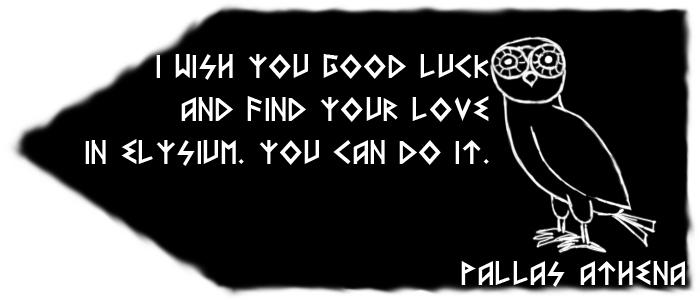 I WISH YOU GOOD LUCK
AND FIND YOUR LOVE
IN ELYSIUM. YOU CAN DO IT.
PALLAS ATHENA